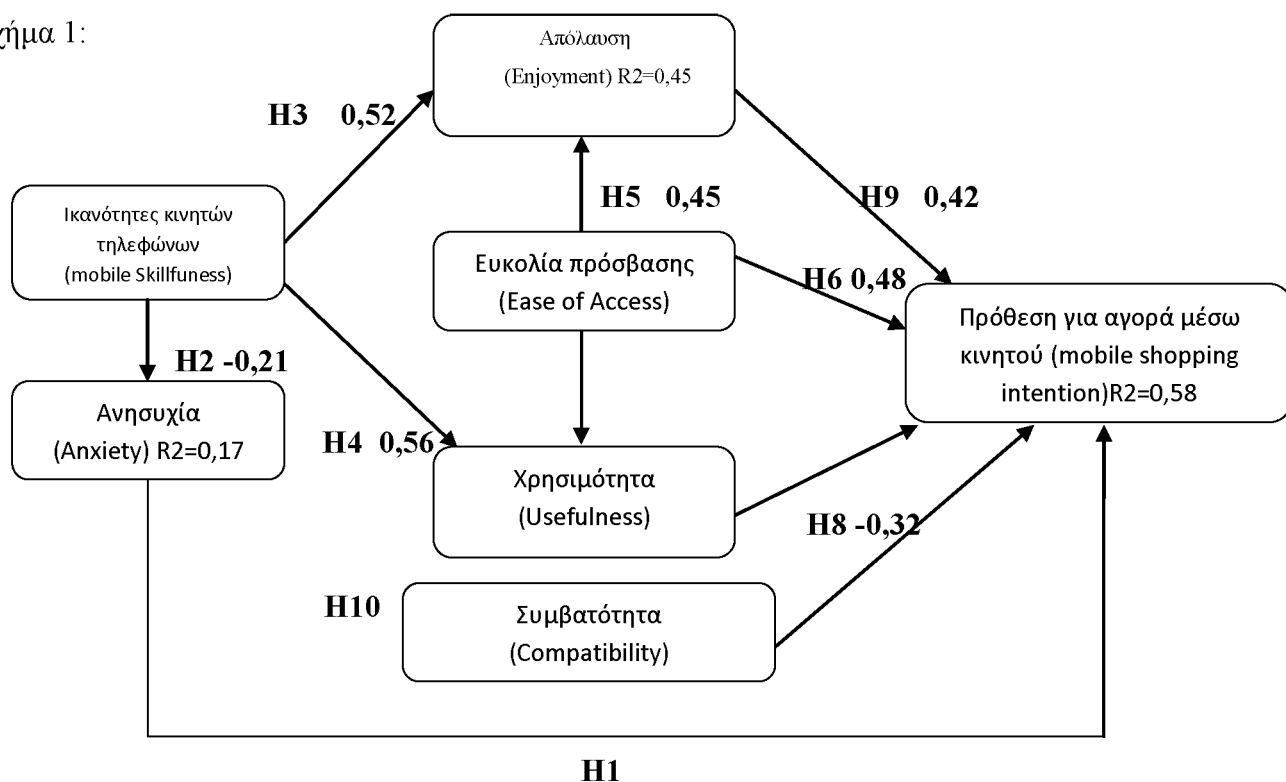 χήμα 1:
Απόλαυση
(Enjoyment) R2=0,45
H3 0,52
H5 0,45
H9 0,42
Ικανότητες κινητών
τηλεφώνων
(mobile Skillfuness)
Ευκολία πρόσβασης
(Ease of Access)
H6 0,48
Πρόθεση για αγορά μέσω
κινητού (mobile shopping
intention)R2=0,58
H2 -0,21
Ανησυχία
(Anxiety) R2=0,17
H4 0,56
Χρησιμότητα
(Usefulness)
H8 -0,32
H10
Συμβατότητα
(Compatibility)
H1